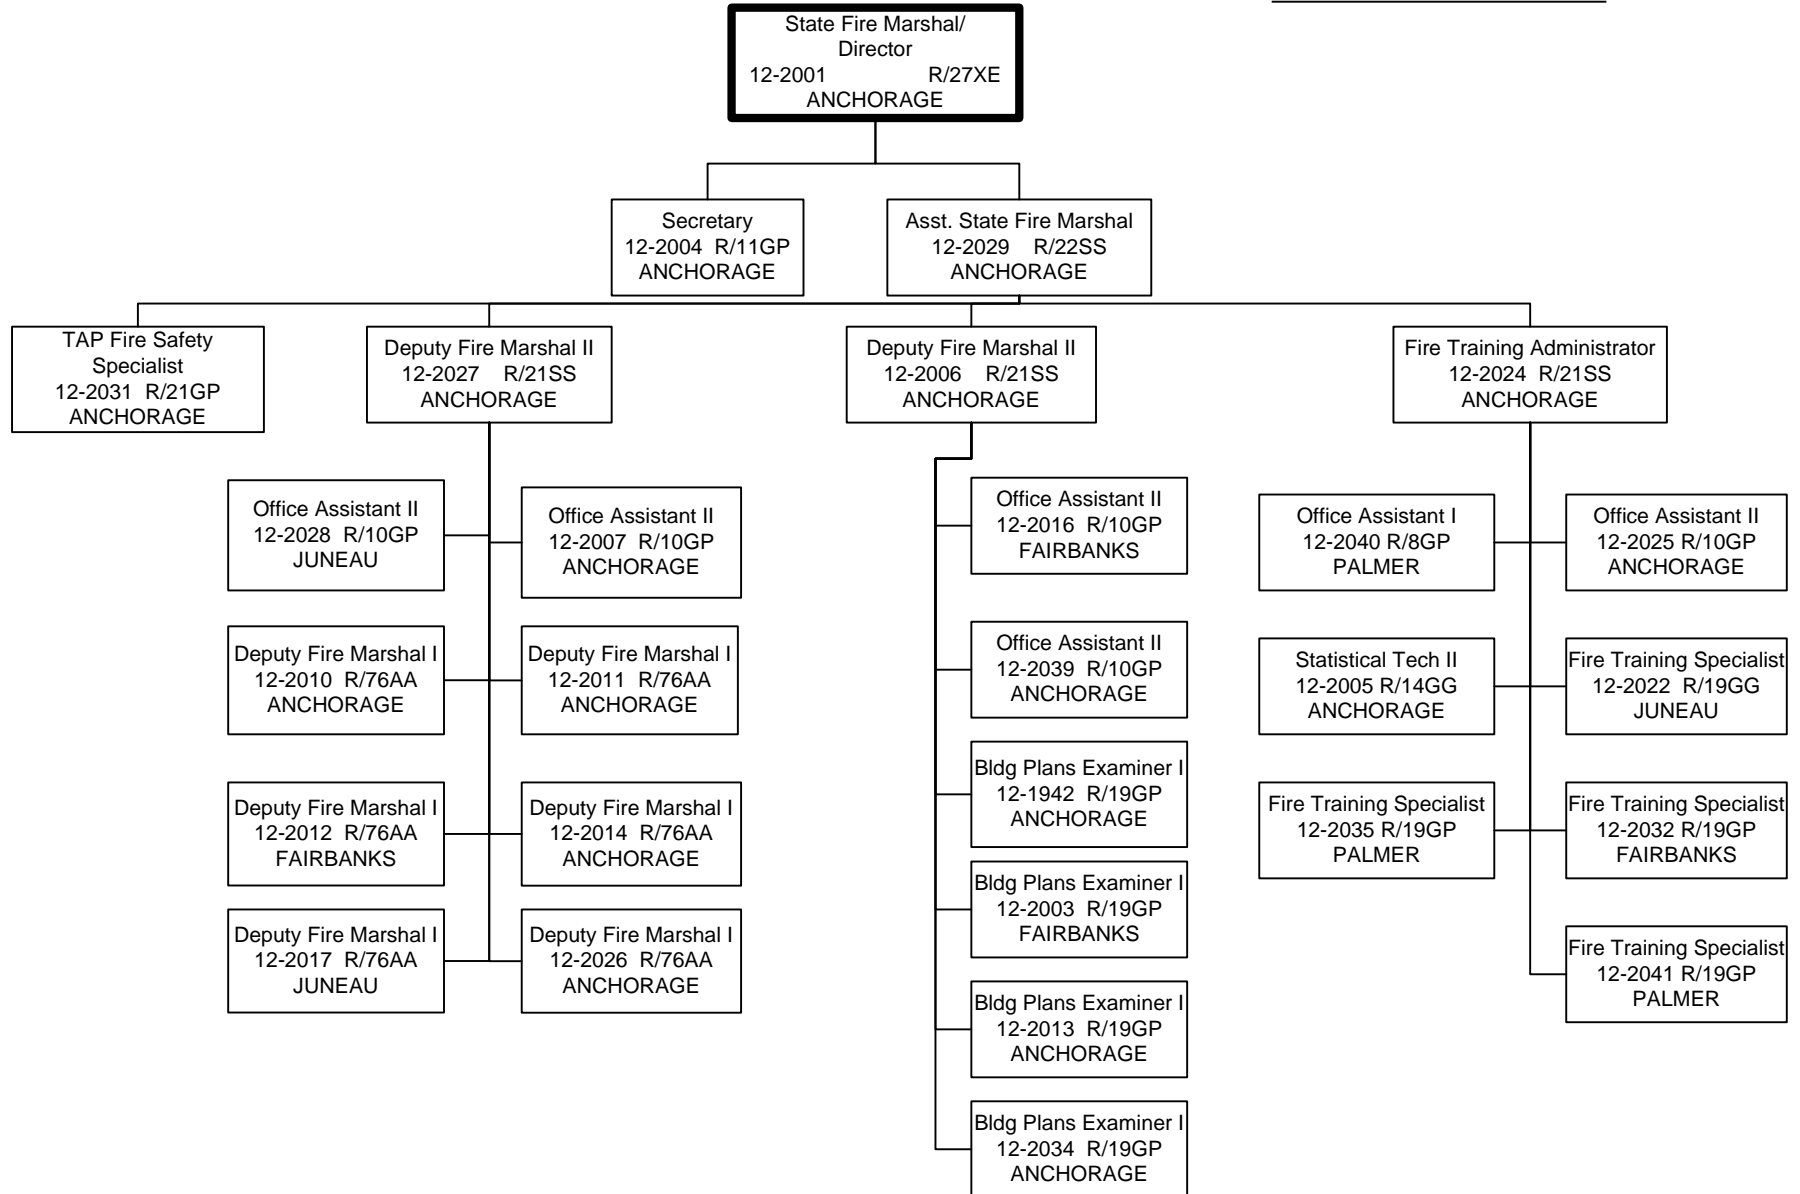 State Fire Marshal/
Director
12-2001 R/27XE
ANCHORAGE
Secretary
12-2004 R/11GP
ANCHORAGE
Asst. State Fire Marshal
12-2029 R/22SS
ANCHORAGE
TAP Fire Safety
Specialist
12-2031 R/21GP
ANCHORAGE
Deputy Fire Marshal II
12-2027 R/21SS
ANCHORAGE
Deputy Fire Marshal II
12-2006 R/21SS
ANCHORAGE
Fire Training Administrator
12-2024 R/21SS
ANCHORAGE
Office Assistant II
12-2028 R/10GP
JUNEAU
Office Assistant II
12-2007 R/10GP
ANCHORAGE
Deputy Fire Marshal I
12-2010 R/76AA
ANCHORAGE
Deputy Fire Marshal I
12-2011 R/76AA
ANCHORAGE
Deputy Fire Marshal I
12-2012 R/76AA
FAIRBANKS
Deputy Fire Marshal I
12-2014 R/76AA
ANCHORAGE
Deputy Fire Marshal I
12-2017 R/76AA
JUNEAU
Deputy Fire Marshal I
12-2026 R/76AA
ANCHORAGE
Office Assistant II
12-2016 R/10GP
FAIRBANKS
Office Assistant II
12-2039 R/10GP
ANCHORAGE
Bldg Plans Examiner I
12-1942 R/19GP
ANCHORAGE
Bldg Plans Examiner I
12-2003 R/19GP
FAIRBANKS
Bldg Plans Examiner I
12-2013 R/19GP
ANCHORAGE
Bldg Plans Examiner I
12-2034 R/19GP
ANCHORAGE
Office Assistant I
12-2040 R/8GP
PALMER
Office Assistant II
12-2025 R/10GP
ANCHORAGE
Statistical Tech II
12-2005 R/14GG
ANCHORAGE
Fire Training Specialist
12-2022 R/19GG
JUNEAU
Fire Training Specialist
12-2035 R/19GP
PALMER
Fire Training Specialist
12-2032 R/19GP
FAIRBANKS
Fire Training Specialist
12-2041 R/19GP
PALMER